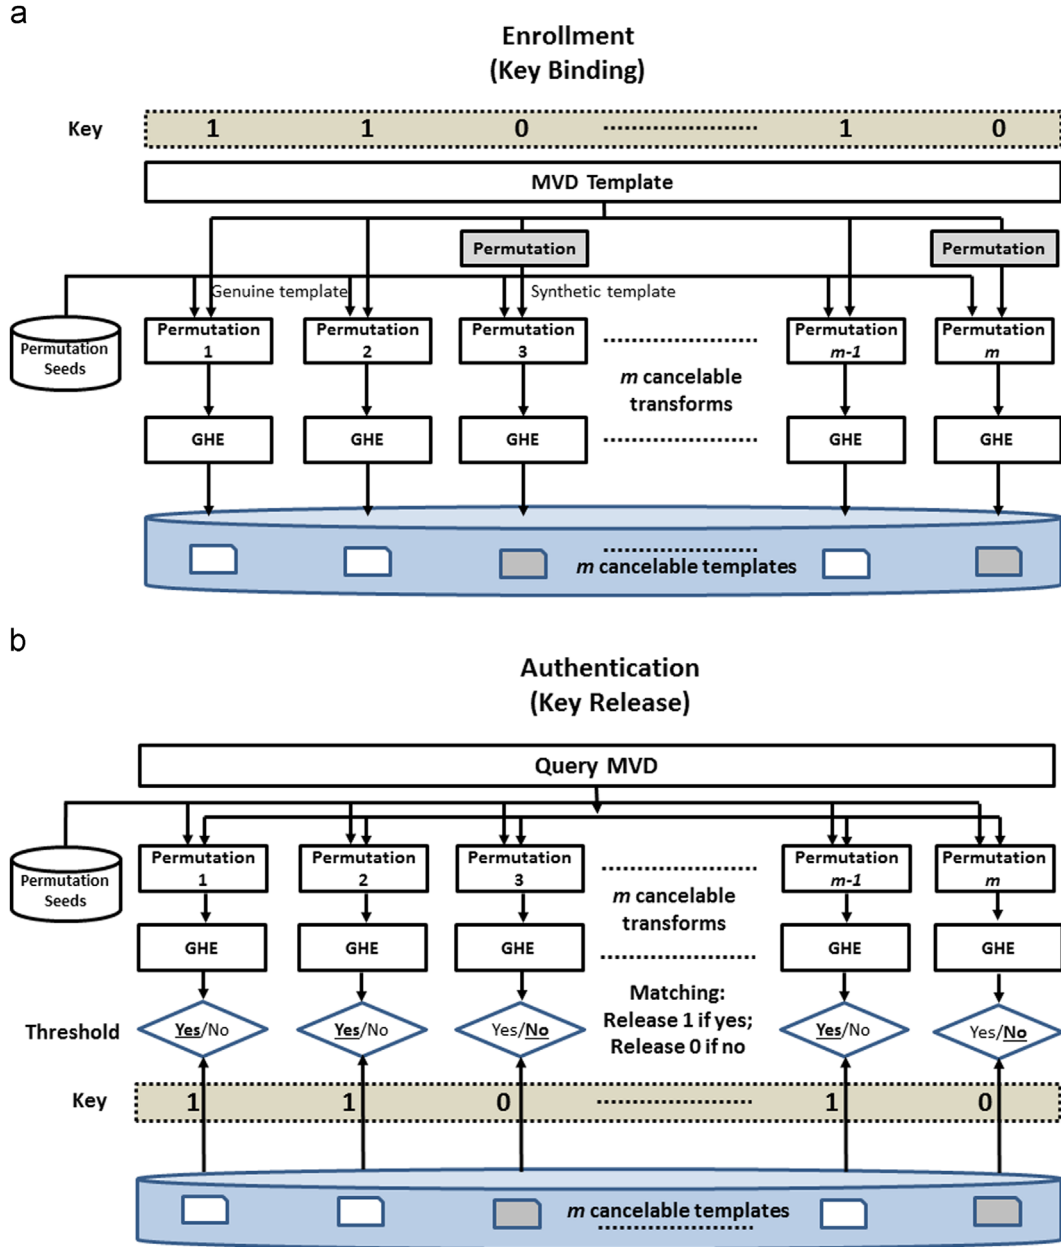 a
Enrollment
(Key Binding)
Key 1 1 0 1 0
MVD Template
Permutation Permutation
Genuine template Synthetic template
Permutation Seeds
Permutation 1
Permutation 2
Permutation 3
Permutation m-1
Permutation m
m cancelable
transforms
GHE GHE GHE GHE GHE
m cancelable templates
b
Authentication
(Key Release)
Query MVD
Permutation Seeds
Permutation 1
Permutation 2
Permutation 3
Permutation m-1
Permutation m
m cancelable
transforms
GHE GHE GHE GHE GHE
Matching:
Release 1 if yes;
Release 0 if no
Threshold Yes/No Yes/No Yes/No Yes/No Yes/No
Key 1 1 0 1 0
m cancelable templates